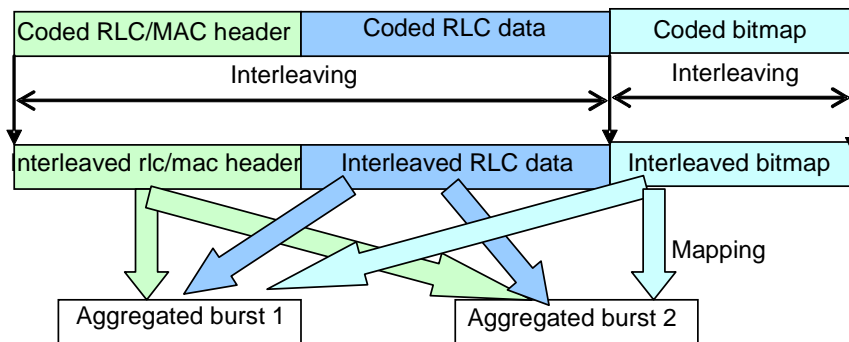 Coded RLC/MAC header
Coded RLC data
Coded bitmap
Interleaving
Interleaving
Interleaved rlc/mac header
Interleaved RLC data
Interleaved bitmap
Mapping
Aggregated burst 1
Aggregated burst 2